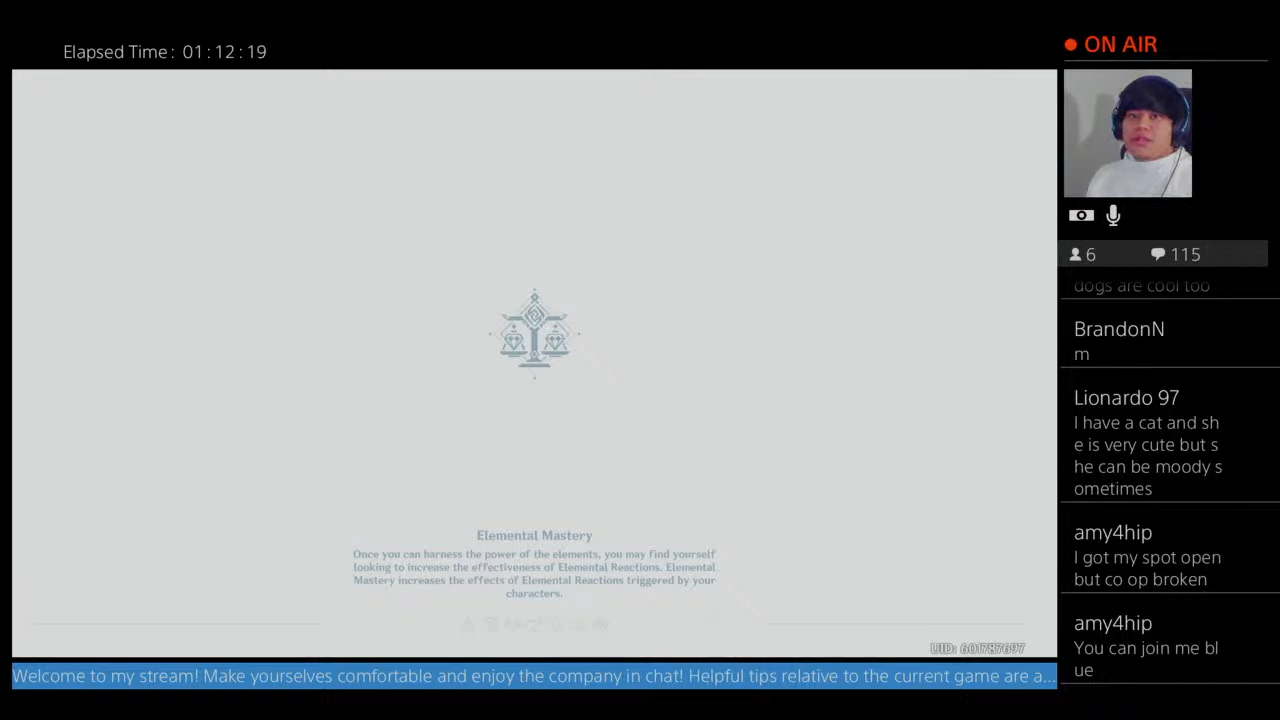 Elapsed Time: 01:12:19
ON AIR
6 115
dogs are cool too
BrandonN
m
Lionardo 97
I have a cat and sh
e is very cute but s
he can be moody s
ometimes
amy4hip
I got my spot open
but co op broken
amy4hip
You can join me bl
ue
Elemental Mastery
Once you can harness the power of the elements, you may find yourself
looking to increase the effectiveness of Elemental Reactions. Elemental
Mastery increases the effects of Elemental Reactions triggered by your
characters.
UID: 601787697
Welcome to my stream! Make yourselves comfortable and enjoy the company in chat! Helpful tips relative to the current game are a...